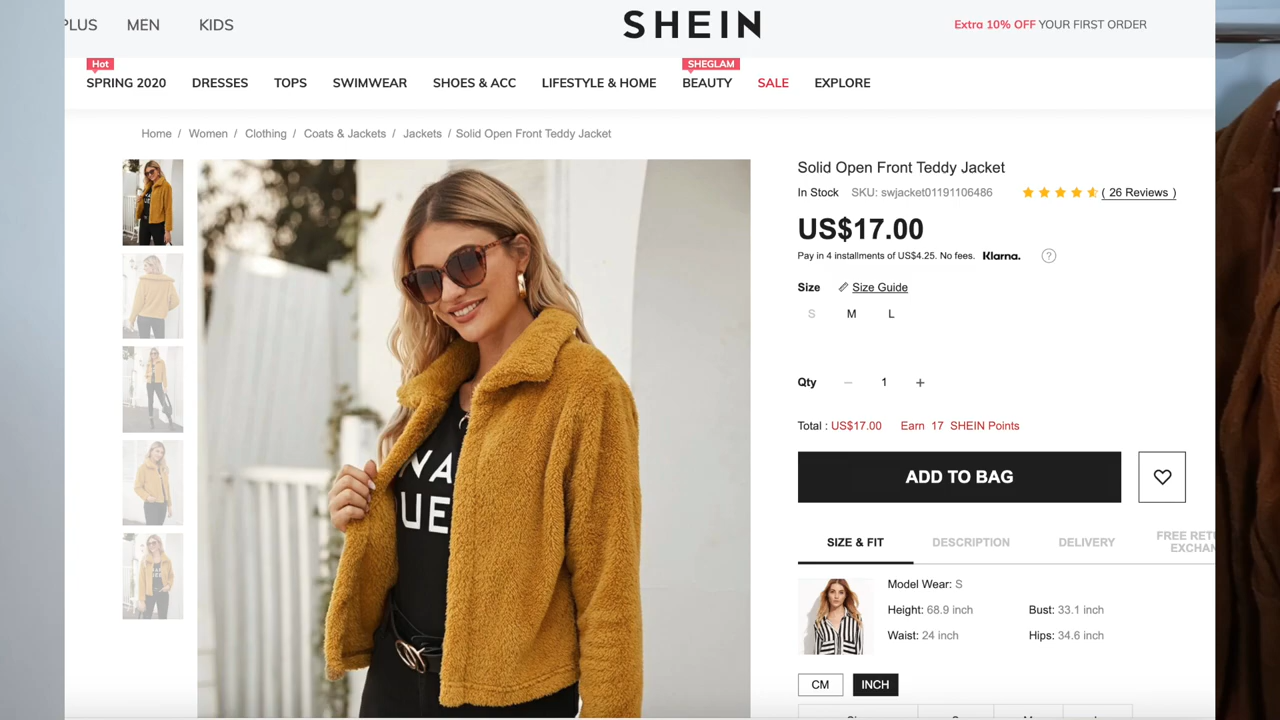 PLUS MEN KIDS
SHEIN
Extra 10% OFF YOUR FIRST ORDER
Hot
SHEGLAM
SPRING 2020 DRESSES TOPS SWIMWEAR SHOES & ACC LIFESTYLE & HOME BEAUTY SALE EXPLORE
Home / Women / Clothing / Coats & Jackets / Jackets / Solid Open Front Teddy Jacket
Solid Open Front Teddy Jacket
In Stock SKU: swjacket01191106486 ( 26 Reviews )
US$17.00
Pay in 4 installments of US$4.25. No fees. Klarna. ?
Size Size Guide
S M L
Qty − 1 +
Total : US$17.00 Earn 17 SHEIN Points
ADD TO BAG
SIZE & FIT DESCRIPTION DELIVERY FREE RETU
EXCHAN
Model Wear: S
Height: 68.9 inch Bust: 33.1 inch
Waist: 24 inch Hips: 34.6 inch
CM INCH
WA
UE